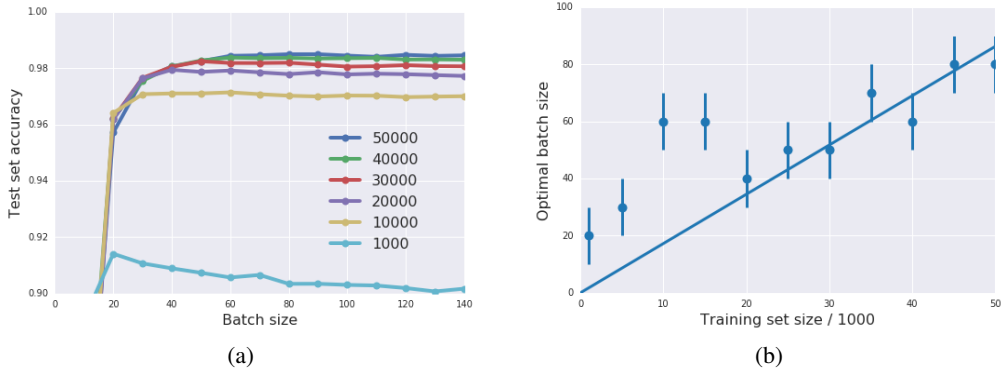 1.00
0.98
0.96
0.94
0.92
0.90
Test set accuracy
50000
40000
30000
20000
10000
1000
0 20 40 60 80 100 120 140
Batch size
(a)
100
80
60
40
20
0
Optimal batch size
0 10 20 30 40 50
Training set size / 1000
(b)